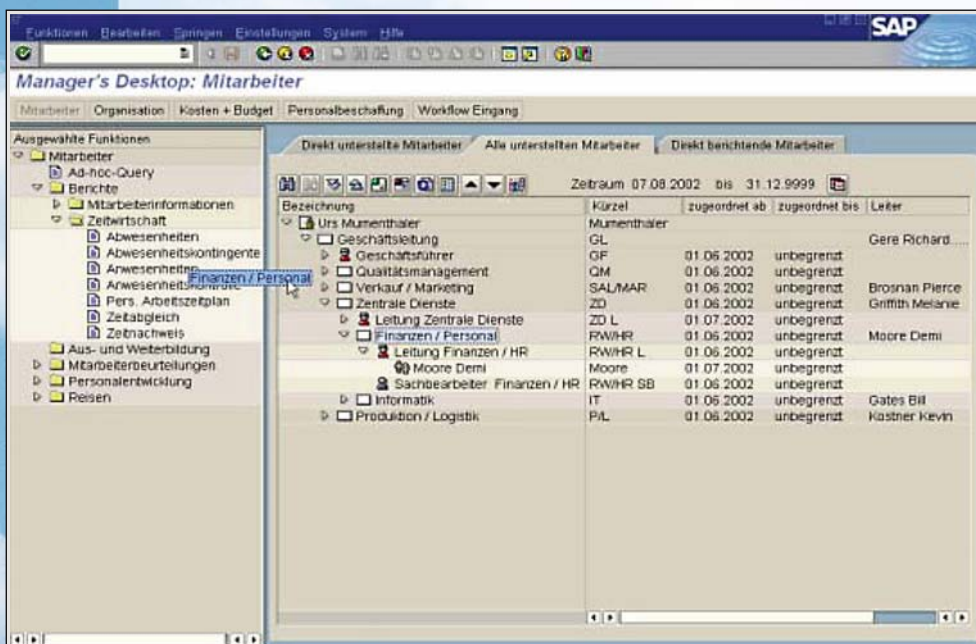 Funktionen Bearbeiten Springen Einstellungen System Hilfe
SAP
Manager's Desktop: Mitarbeiter
Mitarbeiter Organisation Kosten + Budget Personalbeschaffung Workflow Eingang
Ausgewählte Funktionen
Mitarbeiter
Ad-hoc-Query
Berichte
Mitarbeiterinformationen
Zeitwirtschaft
Abwesenheiten
Abwesenheitskontingente
Anwesenheiten
Finanzen / Personal
Pers. Arbeitszeitplan
Zeitabgleich
Zeitnachweis
Aus- und Weiterbildung
Mitarbeiterbeurteilungen
Personalentwicklung
Reisen
Direkt unterstellte Mitarbeiter Alle unterstellten Mitarbeiter Direkt berichtende Mitarbeiter
Zeitraum 07.08.2002 bis 31.12.9999
Bezeichnung Kürzel zugeordnet ab zugeordnet bis Leiter
Urs Mumenthaler Mumenthaler
Geschäftsleitung GL Gere Richard....
Geschäftsführer GF 01.06.2002 unbegrenzt
Qualitätsmanagement QM 01.06.2002 unbegrenzt
Verkauf / Marketing SAL/MAR 01.06.2002 unbegrenzt Brosnan Pierce
Zentrale Dienste ZD 01.06.2002 unbegrenzt Griffith Melanie
Leitung Zentrale Dienste ZD L 01.07.2002 unbegrenzt
Finanzen / Personal RW/HR 01.06.2002 unbegrenzt Moore Demi
Leitung Finanzen / HR RW/HR L 01.06.2002 unbegrenzt
Moore Demi Moore 01.07.2002 unbegrenzt
Sachbearbeiter Finanzen / HR RW/HR SB 01.06.2002 unbegrenzt
Informatik IT 01.06.2002 unbegrenzt Gates Bill
Produktion / Logistik P/L 01.06.2002 unbegrenzt Kostner Kevin